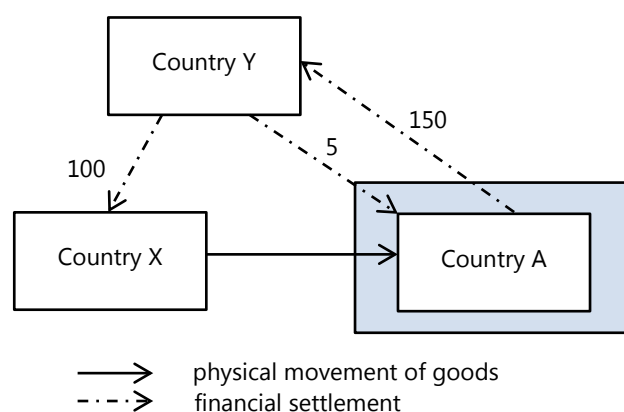 Country Y
150
5
100
Country X
Country A
physical movement of goods
financial settlement